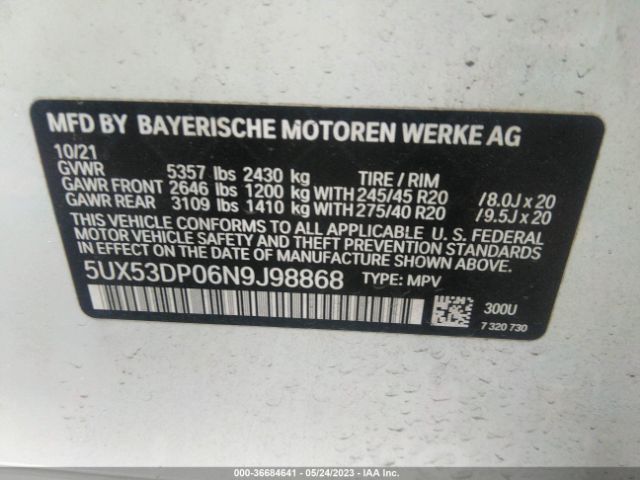 MFD BY BAYERISCHE MOTOREN WERKE AG
10/21
GVWR 5357 lbs 2430 kg TIRE / RIM
GAWR FRONT 2646 lbs 1200 kg WITH 245/45 R20 /8.0J x 20
GAWR REAR 3109 lbs 1410 kg WITH 275/40 R20 /9.5J x 20
THIS VEHICLE CONFORMS TO ALL APPLICABLE U. S. FEDERAL
MOTOR VEHICLE SAFETY AND THEFT PREVENTION STANDARDS
IN EFFECT ON THE DATE OF MANUFACTURE SHOWN ABOVE.
5UX53DP06N9J98868 TYPE: MPV
300U
7 320 730
000-36684641 - 05/24/2023 - IAA Inc.